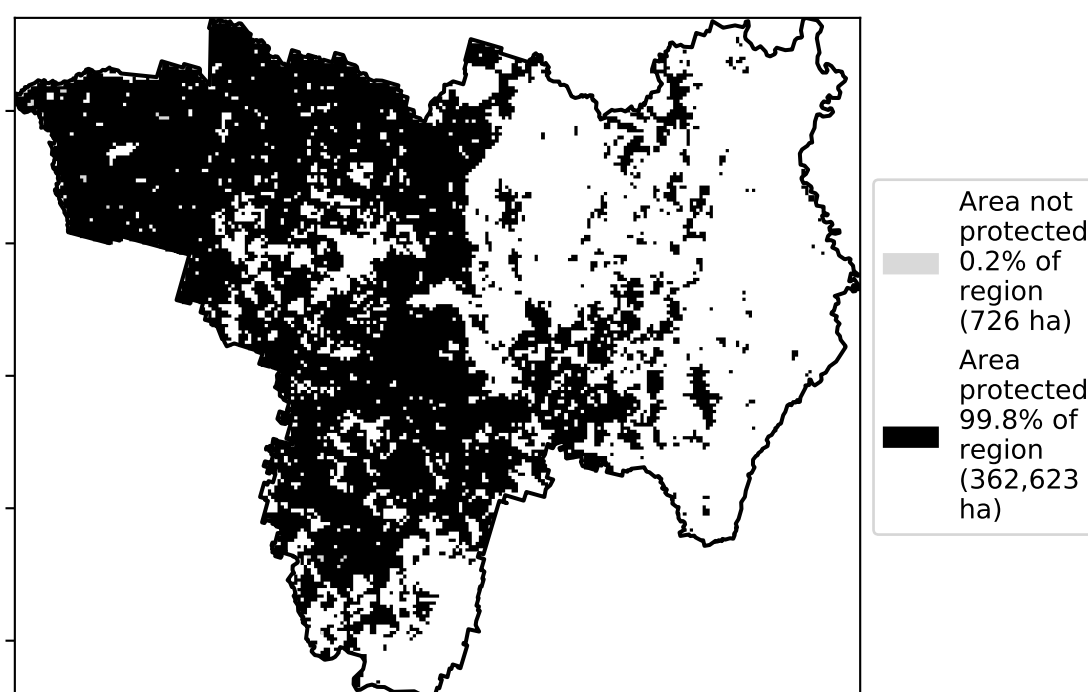 Area not
protected
0.2% of
region
(726 ha)
Area
protected
99.8% of
region
(362,623
ha)